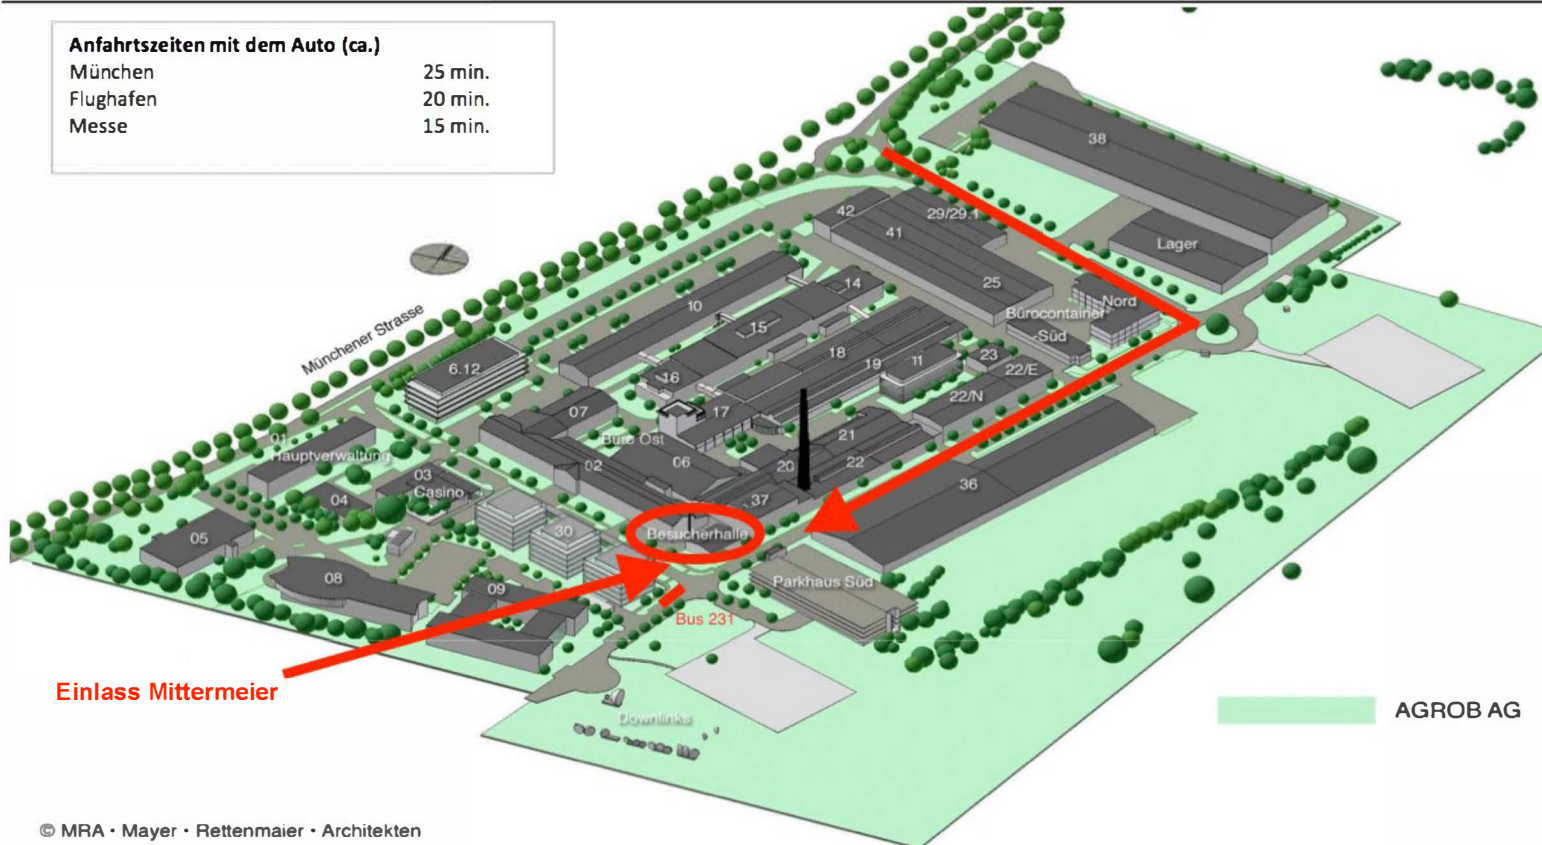 Anfahrtszeiten mit dem Auto (ca.)
München 25 min.
Flughafen 20 min.
Messe 15 min.
38
42
29/29.1
41
Lager
25
14
10
Nord
Bürocontainer
-Süd
15
Münchener Strasse
18
19
11
23
22/E
6.12
16
22/N
07
17
01
Hauptverwaltung
Büro Ost
21
02
06
20
22
03
Casino
36
04
37
30
Besucherhalle
05
08
09
Parkhaus Süd
Bus 231
Einlass Mittermeier
Downlinks
AGROB AG
© MRA · Mayer · Rettenmaier · Architekten